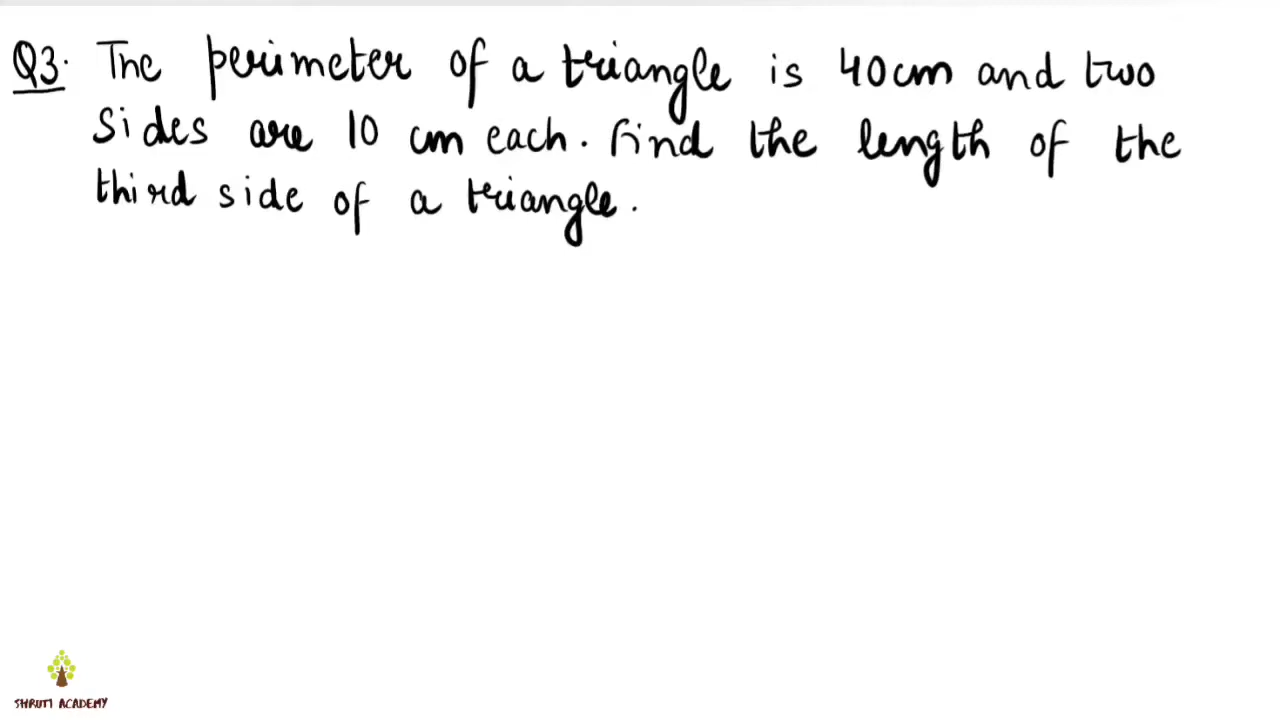 Q3. The perimeter of a triangle is 40cm and two
sides are 10 cm each. Find the length of the
third side of a triangle.
SHRUTI ACADEMY